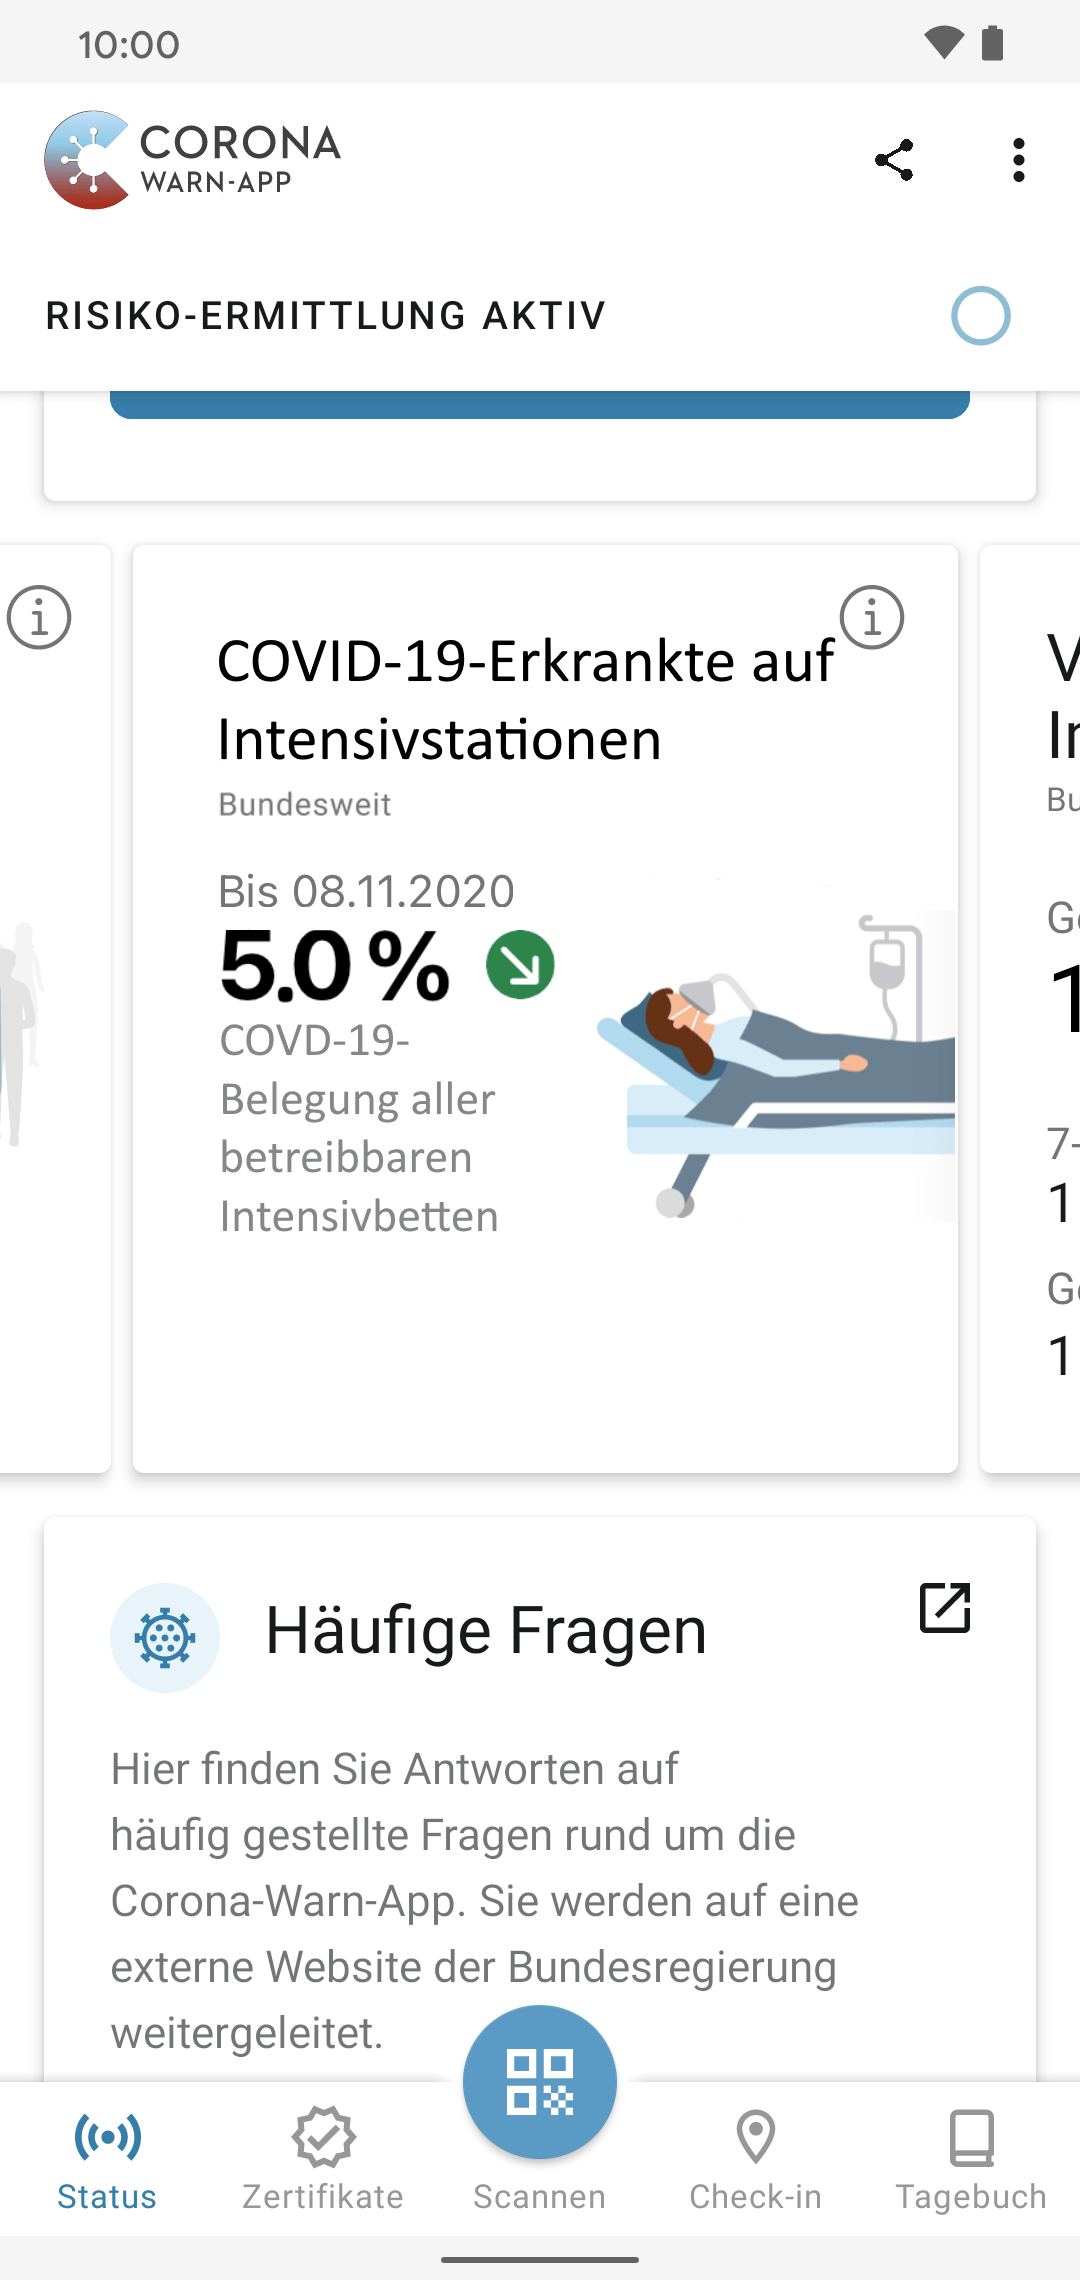 10:00
CORONA
WARN-APP
RISIKO-ERMITTLUNG AKTIV
COVID-19-Erkrankte auf
Intensivstationen
Bundesweit
Bis 08.11.2020
5.0 %
COVD-19-
Belegung aller
betreibbaren
Intensivbetten
Bu
7-
1
1
Häufige Fragen
Hier finden Sie Antworten auf
häufig gestellte Fragen rund um die
Corona-Warn-App. Sie werden auf eine
externe Website der Bundesregierung
weitergeleitet.
Status
Zertifikate
Scannen
Check-in
Tagebuch